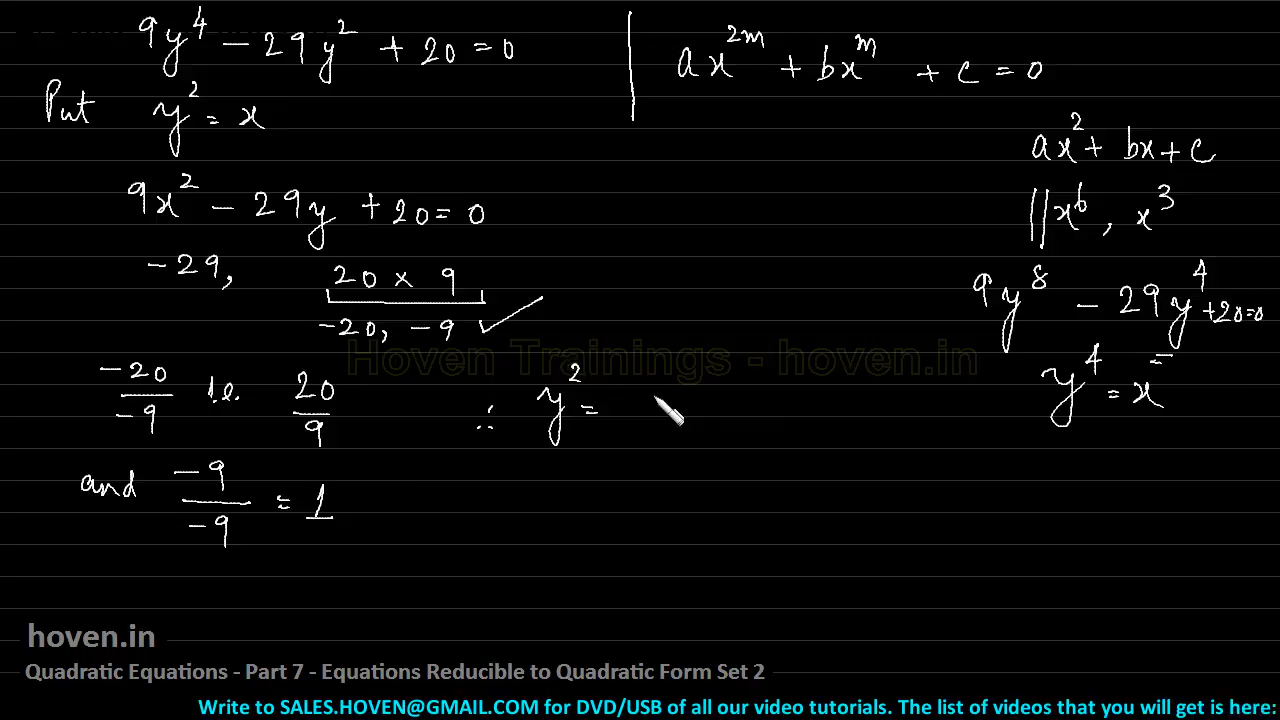 9y⁴ - 29y² + 20 = 0
Put y² = x
9x² - 29y + 20 = 0
-29, 20 × 9
-20, -9 ✓
-20/-9 i.e. 20/9
and -9/-9 = 1
∴ y² =
ax²ᵐ + bxᵐ + c = 0
ax² + bx + c
||x⁶, x³
9y⁸ - 29y⁴ + 20=0
y⁴ = x
Hoven Trainings - hoven.in
hoven.in
Quadratic Equations - Part 7 - Equations Reducible to Quadratic Form Set 2
Write to SALES.HOVEN@GMAIL.COM for DVD/USB of all our video tutorials. The list of videos that you will get is here: